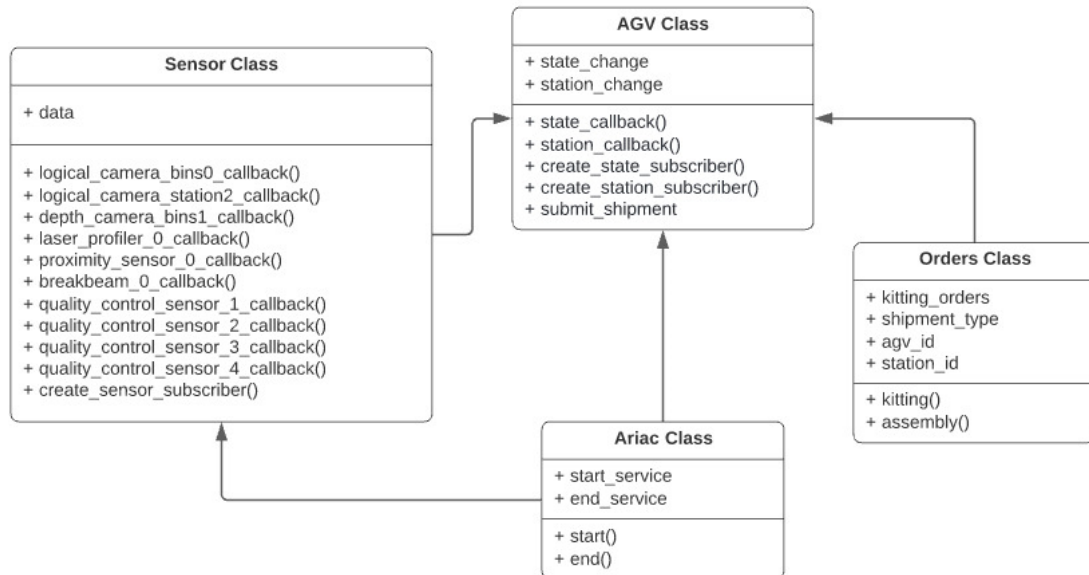 Sensor Class
+ data
+ logical_camera_bins0_callback()
+ logical_camera_station2_callback()
+ depth_camera_bins1_callback()
+ laser_profiler_0_callback()
+ proximity_sensor_0_callback()
+ breakbeam_0_callback()
+ quality_control_sensor_1_callback()
+ quality_control_sensor_2_callback()
+ quality_control_sensor_3_callback()
+ quality_control_sensor_4_callback()
+ create_sensor_subscriber()
AGV Class
+ state_change
+ station_change
+ state_callback()
+ station_callback()
+ create_state_subscriber()
+ create_station_subscriber()
+ submit_shipment
Orders Class
+ kitting_orders
+ shipment_type
+ agv_id
+ station_id
+ kitting()
+ assembly()
Ariac Class
+ start_service
+ end_service
+ start()
+ end()